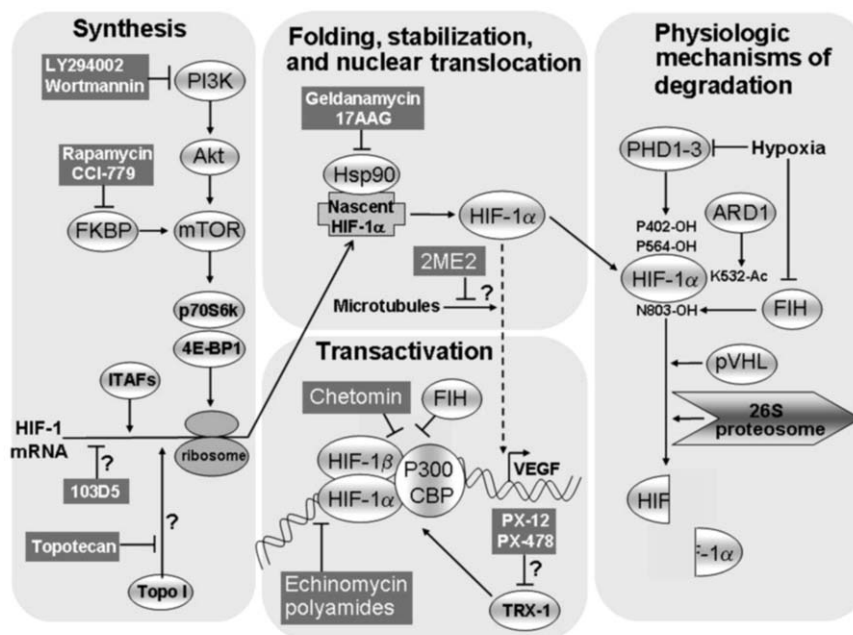 Synthesis
LY294002
Wortmannin
PI3K
Akt
Rapamycin
CCI-779
FKBP
mTOR
p70S6k
4E-BP1
ITAFs
HIF-1
mRNA
ribosome
?
103D5
?
Topotecan
Topo I
Folding, stabilization,
and nuclear translocation
Geldanamycin
17AAG
Hsp90
Nascent
HIF-1α
HIF-1α
2ME2
?
Microtubules
Transactivation
Chetomin
FIH
HIF-1β
P300
CBP
VEGF
HIF-1α
PX-12
PX-478
?
Echinomycin
polyamides
TRX-1
Physiologic
mechanisms of
degradation
PHD1-3
Hypoxia
ARD1
P402-OH
P564-OH
HIF-1α
K532-Ac
N803-OH
FIH
pVHL
26S
proteosome
HIF
F-1α